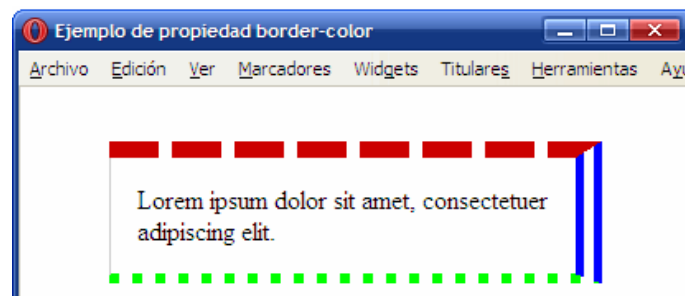 Ejemplo de propiedad border-color
Archivo Edición Ver Marcadores Widgets Titulares Herramientas
Lorem ipsum dolor sit amet, consectetuer
adipiscing elit.